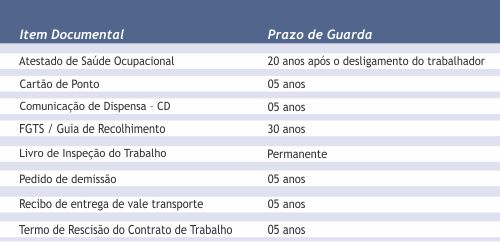 Item Documental Prazo de Guarda
Atestado de Saúde Ocupacional 20 anos após o desligamento do trabalhador
Cartão de Ponto 05 anos
Comunicação de Dispensa - CD 05 anos
FGTS / Guia de Recolhimento 30 anos
Livro de Inspeção do Trabalho Permanente
Pedido de demissão 05 anos
Recibo de entrega de vale transporte 05 anos
Termo de Rescisão do Contrato de Trabalho 05 anos